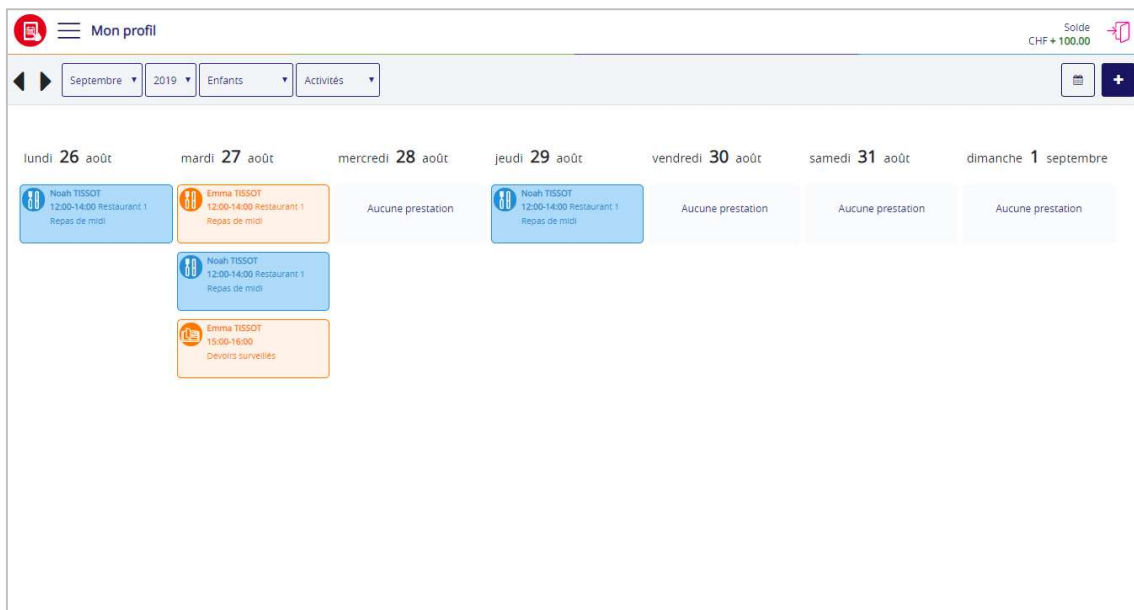 Mon profil
Solde
CHF + 100.00
Septembre
2019
Enfants
Activités
lundi 26 août
mardi 27 août
mercredi 28 août
jeudi 29 août
vendredi 30 août
samedi 31 août
dimanche 1 septembre
Noah TISSOT
12:00-14:00 Restaurant 1
Repas de midi
Emma TISSOT
12:00-14:00 Restaurant 1
Repas de midi
Aucune prestation
Noah TISSOT
12:00-14:00 Restaurant 1
Repas de midi
Aucune prestation
Aucune prestation
Aucune prestation
Noah TISSOT
12:00-14:00 Restaurant 1
Repas de midi
Emma TISSOT
15:00-16:00
Devoirs surveillés